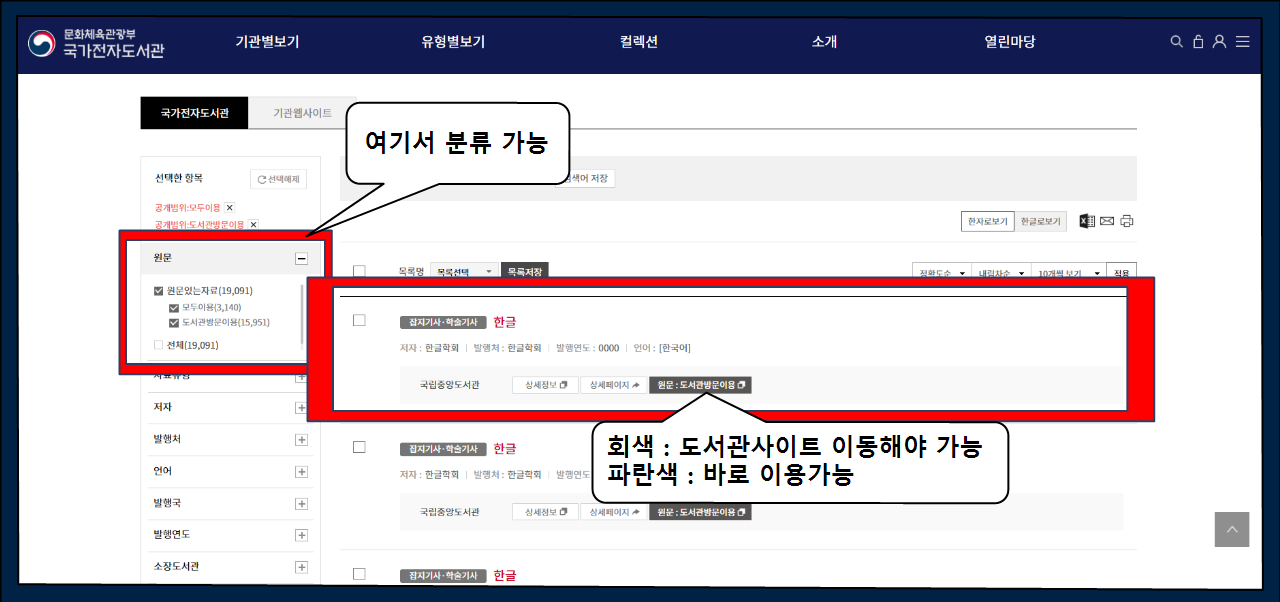 문화체육관광부
국가전자도서관
기관별보기 유형별보기 컬렉션 소개 열린마당
국가전자도서관 기관웹사이트
여기서 분류 가능
선택한 항목 선택해제
색어 저장
공개범위:모두이용 ×
공개범위:도서관방문이용 ×
한자로보기 한글로보기
원문
목록명 목록선택 목록저장
정확도순 내림차순 10개씩 보기 적용
원문있는자료(19,091)
모두이용(3,140)
도서관방문이용(15,951)
전체(19,091)
자료유형
저자
발행처
언어
발행국
발행연도
소장도서관
잡지기사·학술기사 한글
저자 : 한글학회 | 발행처 : 한글학회 | 발행연도 : 0000 | 언어 : [한국어]
국립중앙도서관 상세정보 상세페이지 원문 : 도서관방문이용
회색 : 도서관사이트 이동해야 가능
파란색 : 바로 이용가능
잡지기사·학술기사 한글
저자 : 한글학회 | 발행처 : 한글학회 | 발행연도
국립중앙도서관 상세정보 상세페이지 원문 : 도서관방문이용
잡지기사·학술기사 한글